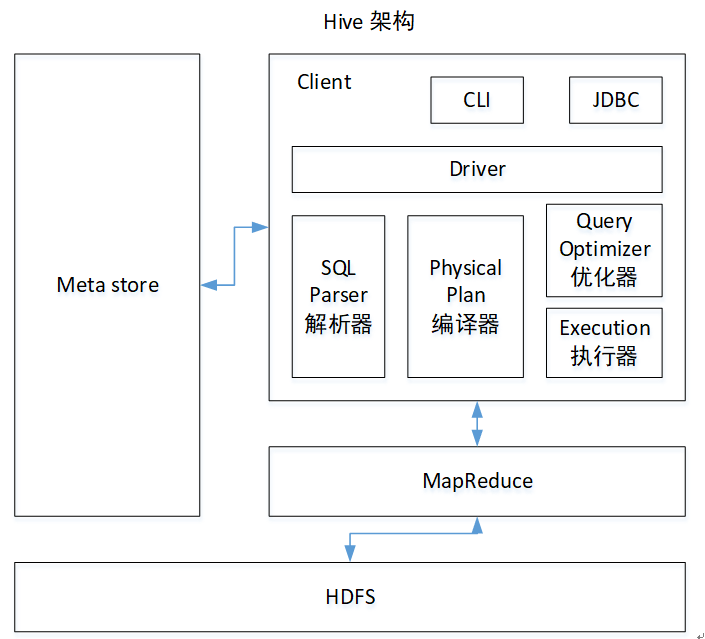 Hive 架构
Client
CLI
JDBC
Driver
Meta store
SQL
Parser
解析器
Physical
Plan
编译器
Query
Optimizer
优化器
Execution
执行器
MapReduce
HDFS